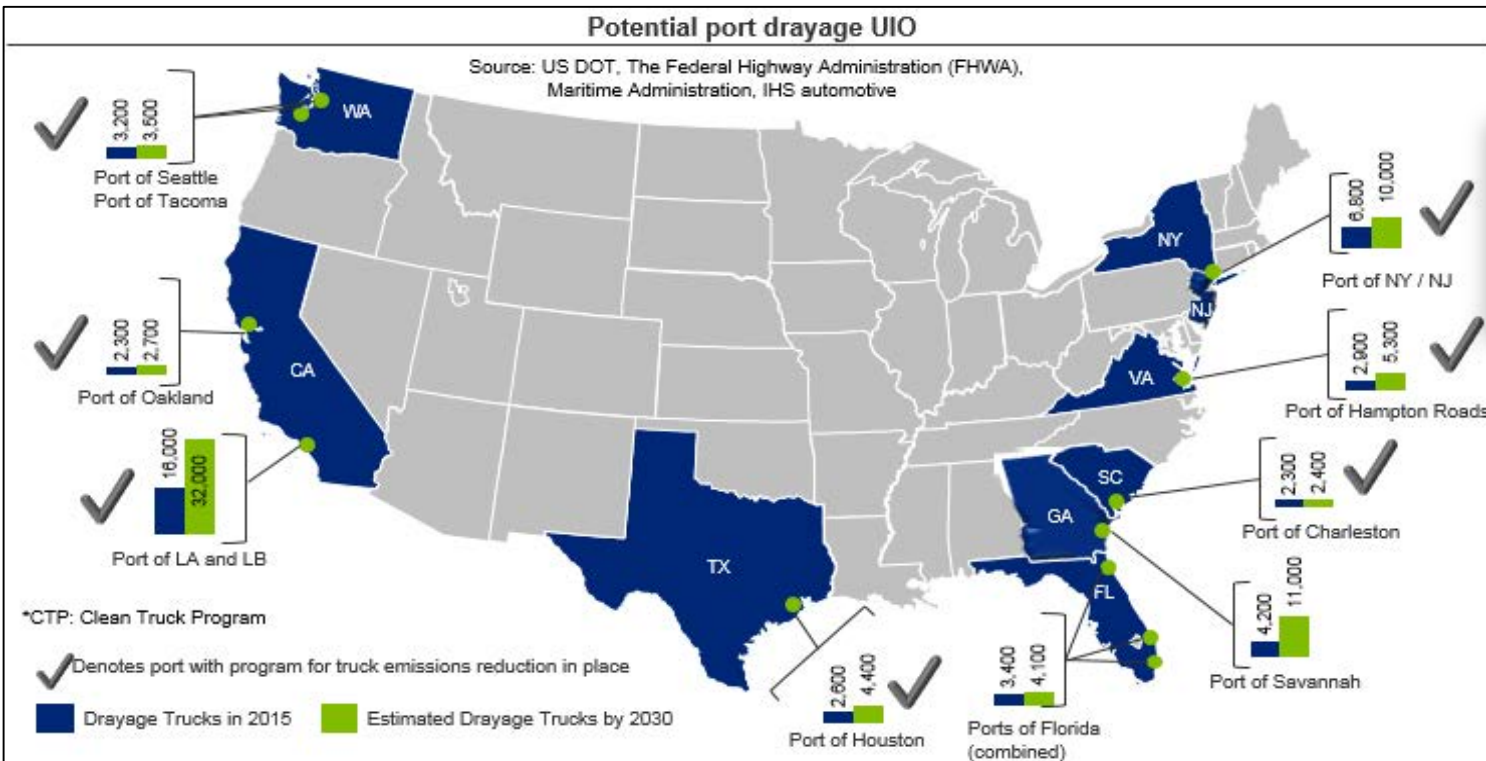 Potential port drayage UIO
Source: US DOT, The Federal Highway Administration (FHWA),
Maritime Administration, IHS automotive
3,200
3,500
Port of Seattle
Port of Tacoma
WA
2,300
2,700
Port of Oakland
CA
16,000
32,000
Port of LA and LB
TX
2,600
4,400
Port of Houston
3,400
4,100
Ports of Florida
(combined)
FL
4,200
11,000
Port of Savannah
GA
SC
2,300
2,400
Port of Charleston
VA
2,900
5,300
Port of Hampton Roads
NY
NJ
6,800
10,000
Port of NY / NJ
*CTP: Clean Truck Program
Denotes port with program for truck emissions reduction in place
Drayage Trucks in 2015
Estimated Drayage Trucks by 2030